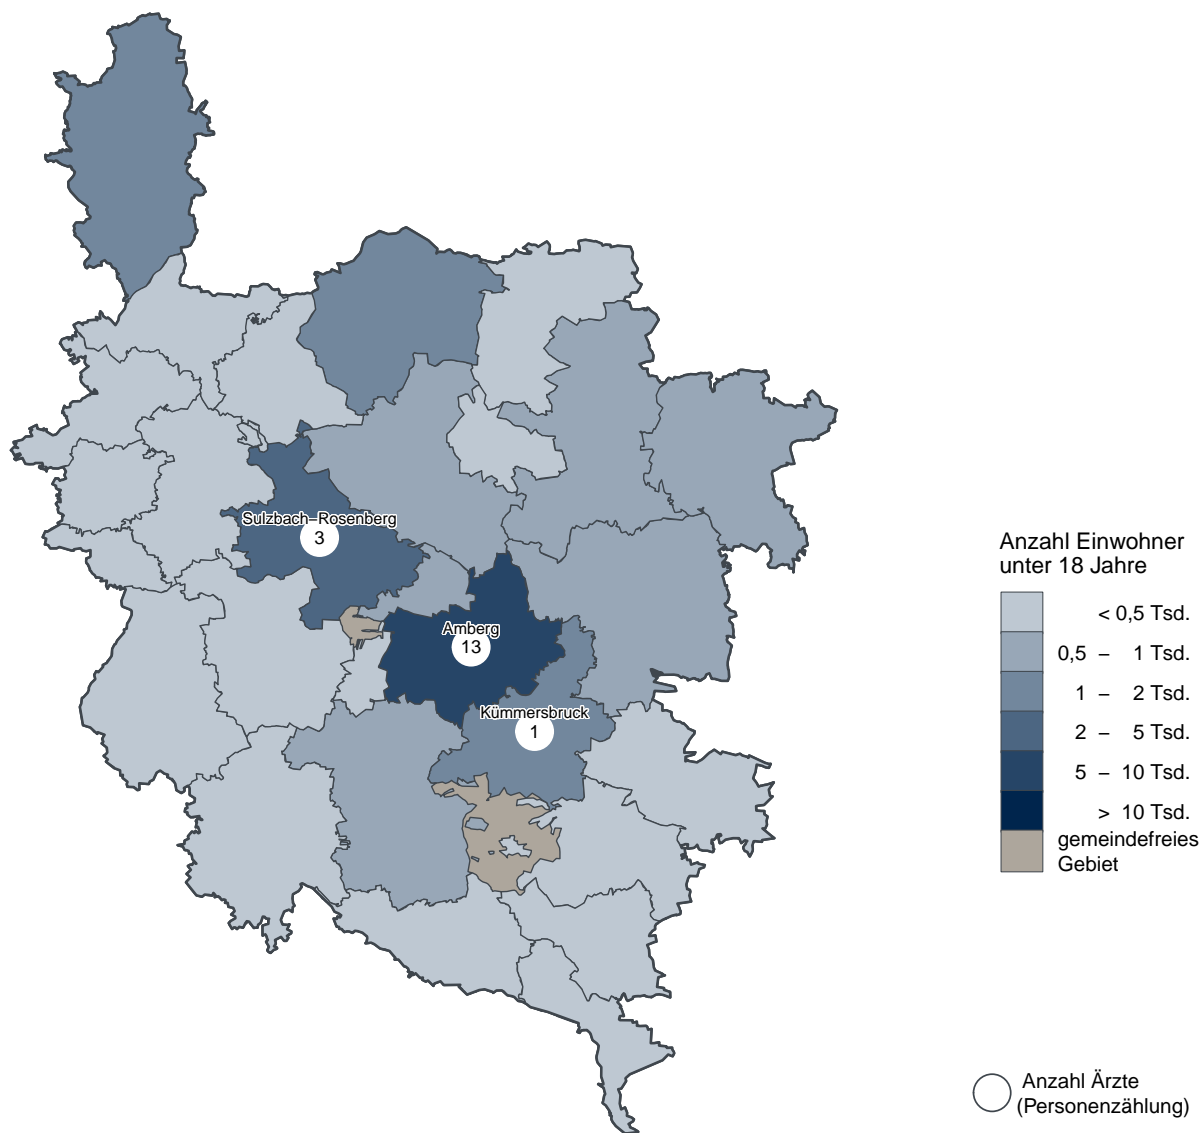 Sulzbach–Rosenberg
3
Amberg
13
Kümmersbruck
1
Anzahl Einwohner
unter 18 Jahre
< 0,5 Tsd.
0,5 – 1 Tsd.
1 – 2 Tsd.
2 – 5 Tsd.
5 – 10 Tsd.
> 10 Tsd.
gemeindefreies
Gebiet
Anzahl Ärzte
(Personenzählung)